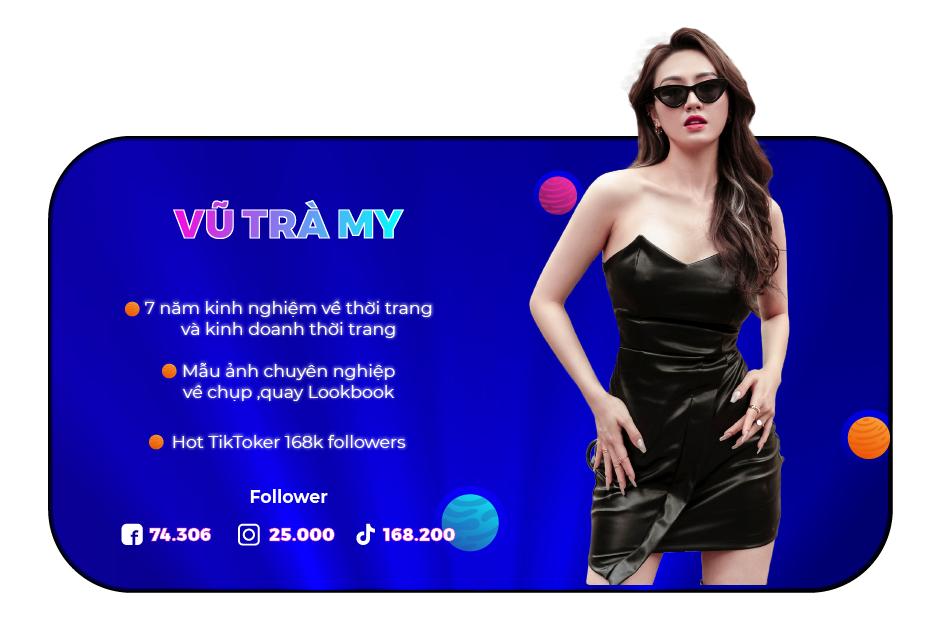 VŨ TRÀ MY
7 năm kinh nghiệm về thời trang
và kinh doanh thời trang
Mẫu ảnh chuyên nghiệp
về chụp ,quay Lookbook
Hot TikToker 168k followers
Follower
74.306 25.000 168.200